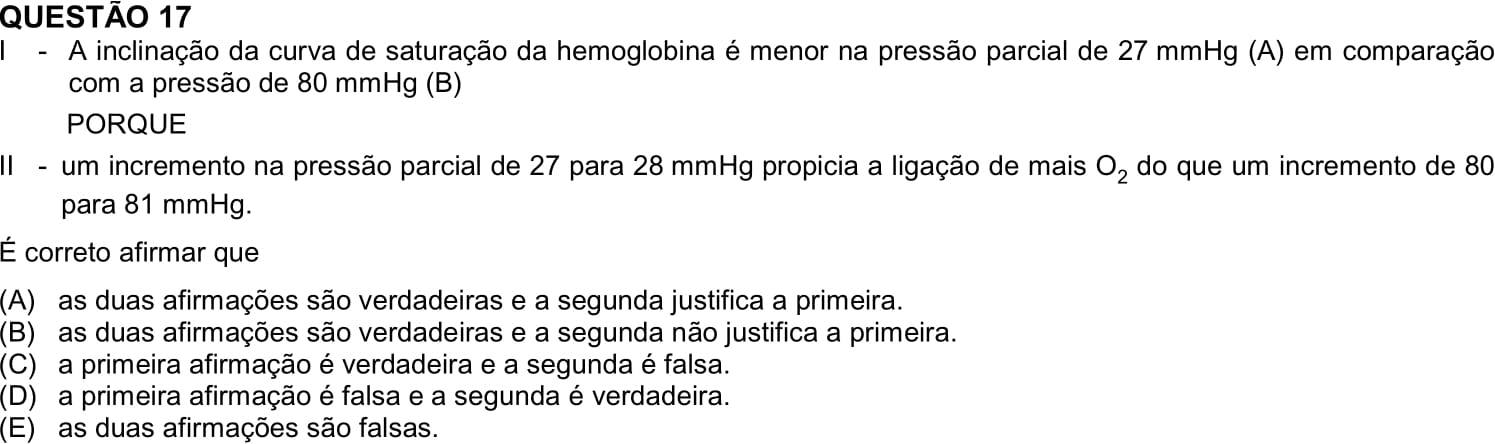 QUESTÃO 17
I - A inclinação da curva de saturação da hemoglobina é menor na pressão parcial de 27 mmHg (A) em comparação
com a pressão de 80 mmHg (B)
PORQUE
II - um incremento na pressão parcial de 27 para 28 mmHg propicia a ligação de mais O₂ do que um incremento de 80
para 81 mmHg.
É correto afirmar que
(A) as duas afirmações são verdadeiras e a segunda justifica a primeira.
(B) as duas afirmações são verdadeiras e a segunda não justifica a primeira.
(C) a primeira afirmação é verdadeira e a segunda é falsa.
(D) a primeira afirmação é falsa e a segunda é verdadeira.
(E) as duas afirmações são falsas.